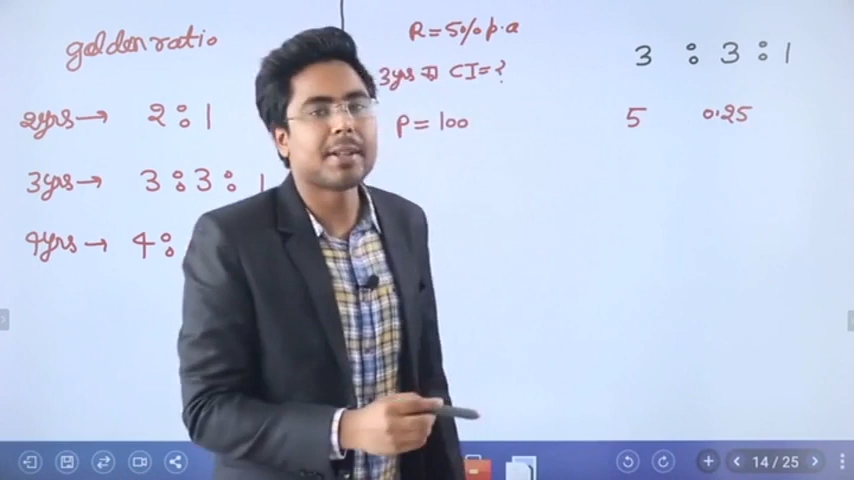 golden ratio
2yrs → 2 : 1
3yrs → 3 : 3 : 1
4yrs → 4 :
R = 5% p.a
3yrs CI = ?
P = 100
3 : 3 : 1
5 0.25
14 / 25